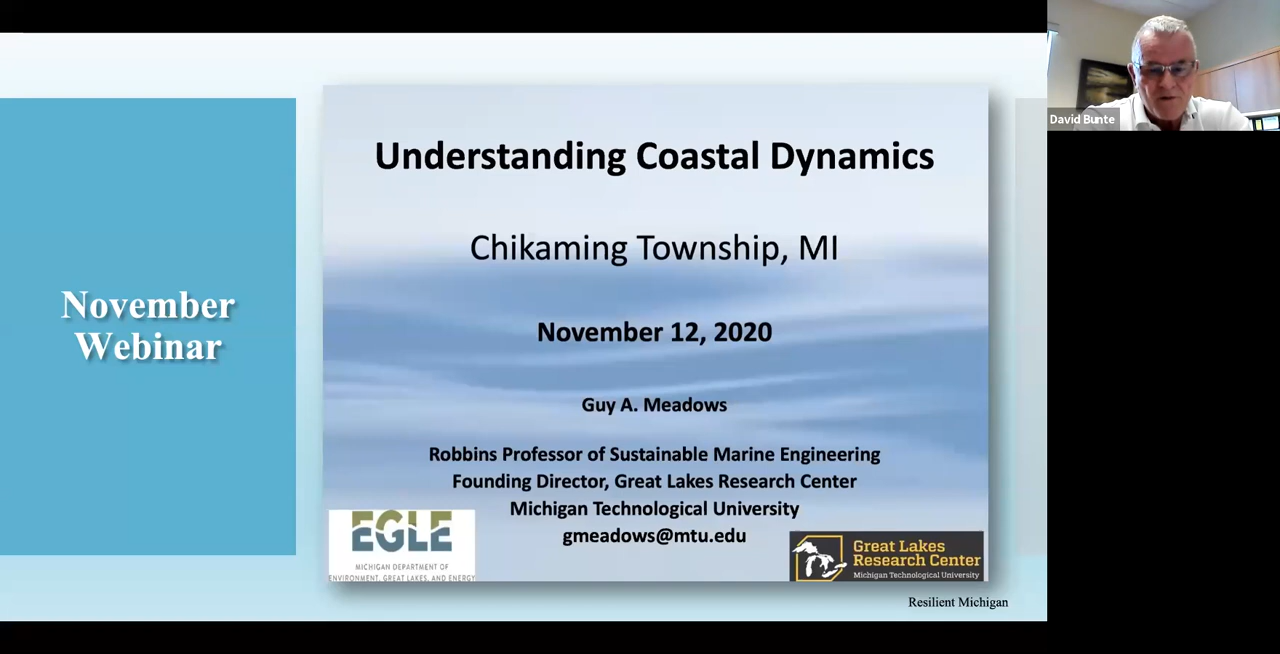 David Bunte
November
Webinar
Understanding Coastal Dynamics
Chikaming Township, MI
November 12, 2020
Guy A. Meadows
Robbins Professor of Sustainable Marine Engineering
Founding Director, Great Lakes Research Center
Michigan Technological University
gmeadows@mtu.edu
EGLE
MICHIGAN DEPARTMENT OF
ENVIRONMENT, GREAT LAKES, AND ENERGY
Great Lakes
Research Center
Michigan Technological University
Resilient Michigan